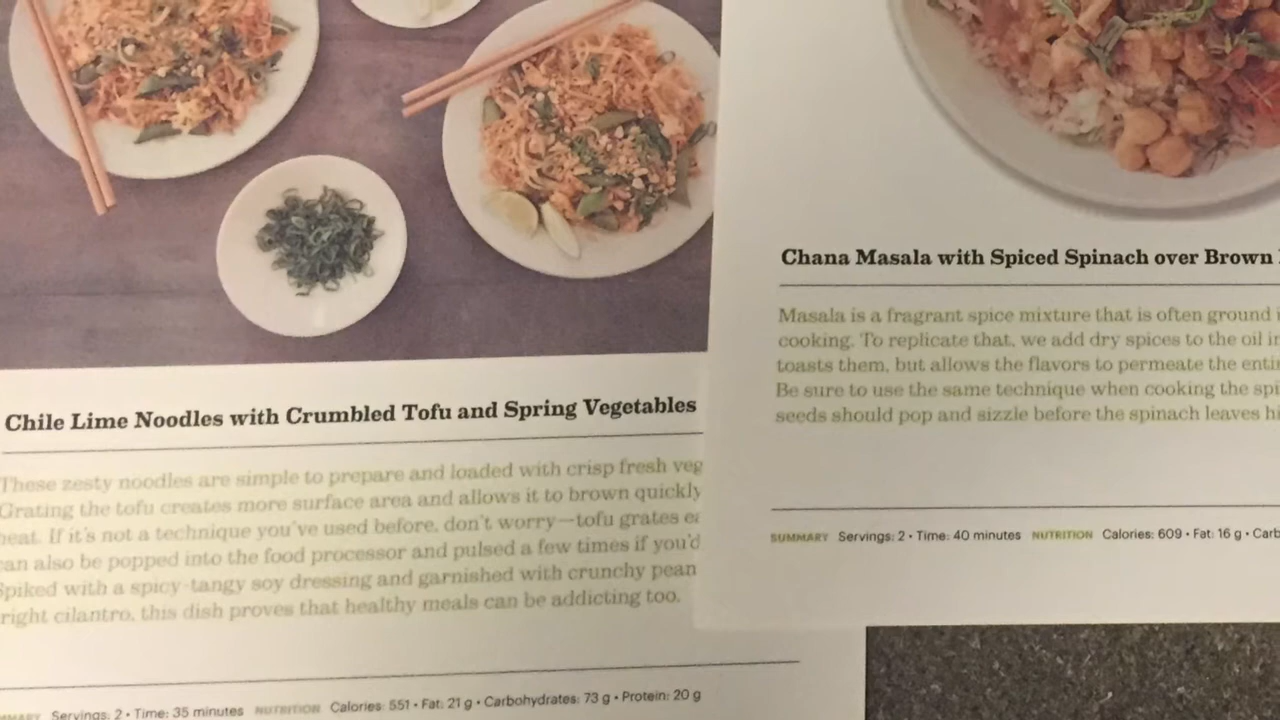 Chile Lime Noodles with Crumbled Tofu and Spring Vegetables
These zesty noodles are simple to prepare and loaded with crisp fresh veg
Grating the tofu creates more surface area and allows it to brown quickly
heat. If it's not a technique you've used before, don't worry—tofu grates ea
can also be popped into the food processor and pulsed a few times if you'd
Spiked with a spicy-tangy soy dressing and garnished with crunchy pean
right cilantro, this dish proves that healthy meals can be addicting too.
MMARY Servings: 2 • Time: 35 minutes NUTRITION Calories: 551 • Fat: 21 g • Carbohydrates: 73 g • Protein: 20 g
Chana Masala with Spiced Spinach over Brown
Masala is a fragrant spice mixture that is often ground i
cooking. To replicate that, we add dry spices to the oil in
toasts them, but allows the flavors to permeate the entir
Be sure to use the same technique when cooking the spi
seeds should pop and sizzle before the spinach leaves hi
SUMMARY Servings: 2 • Time: 40 minutes NUTRITION Calories: 609 • Fat: 16 g • Carb